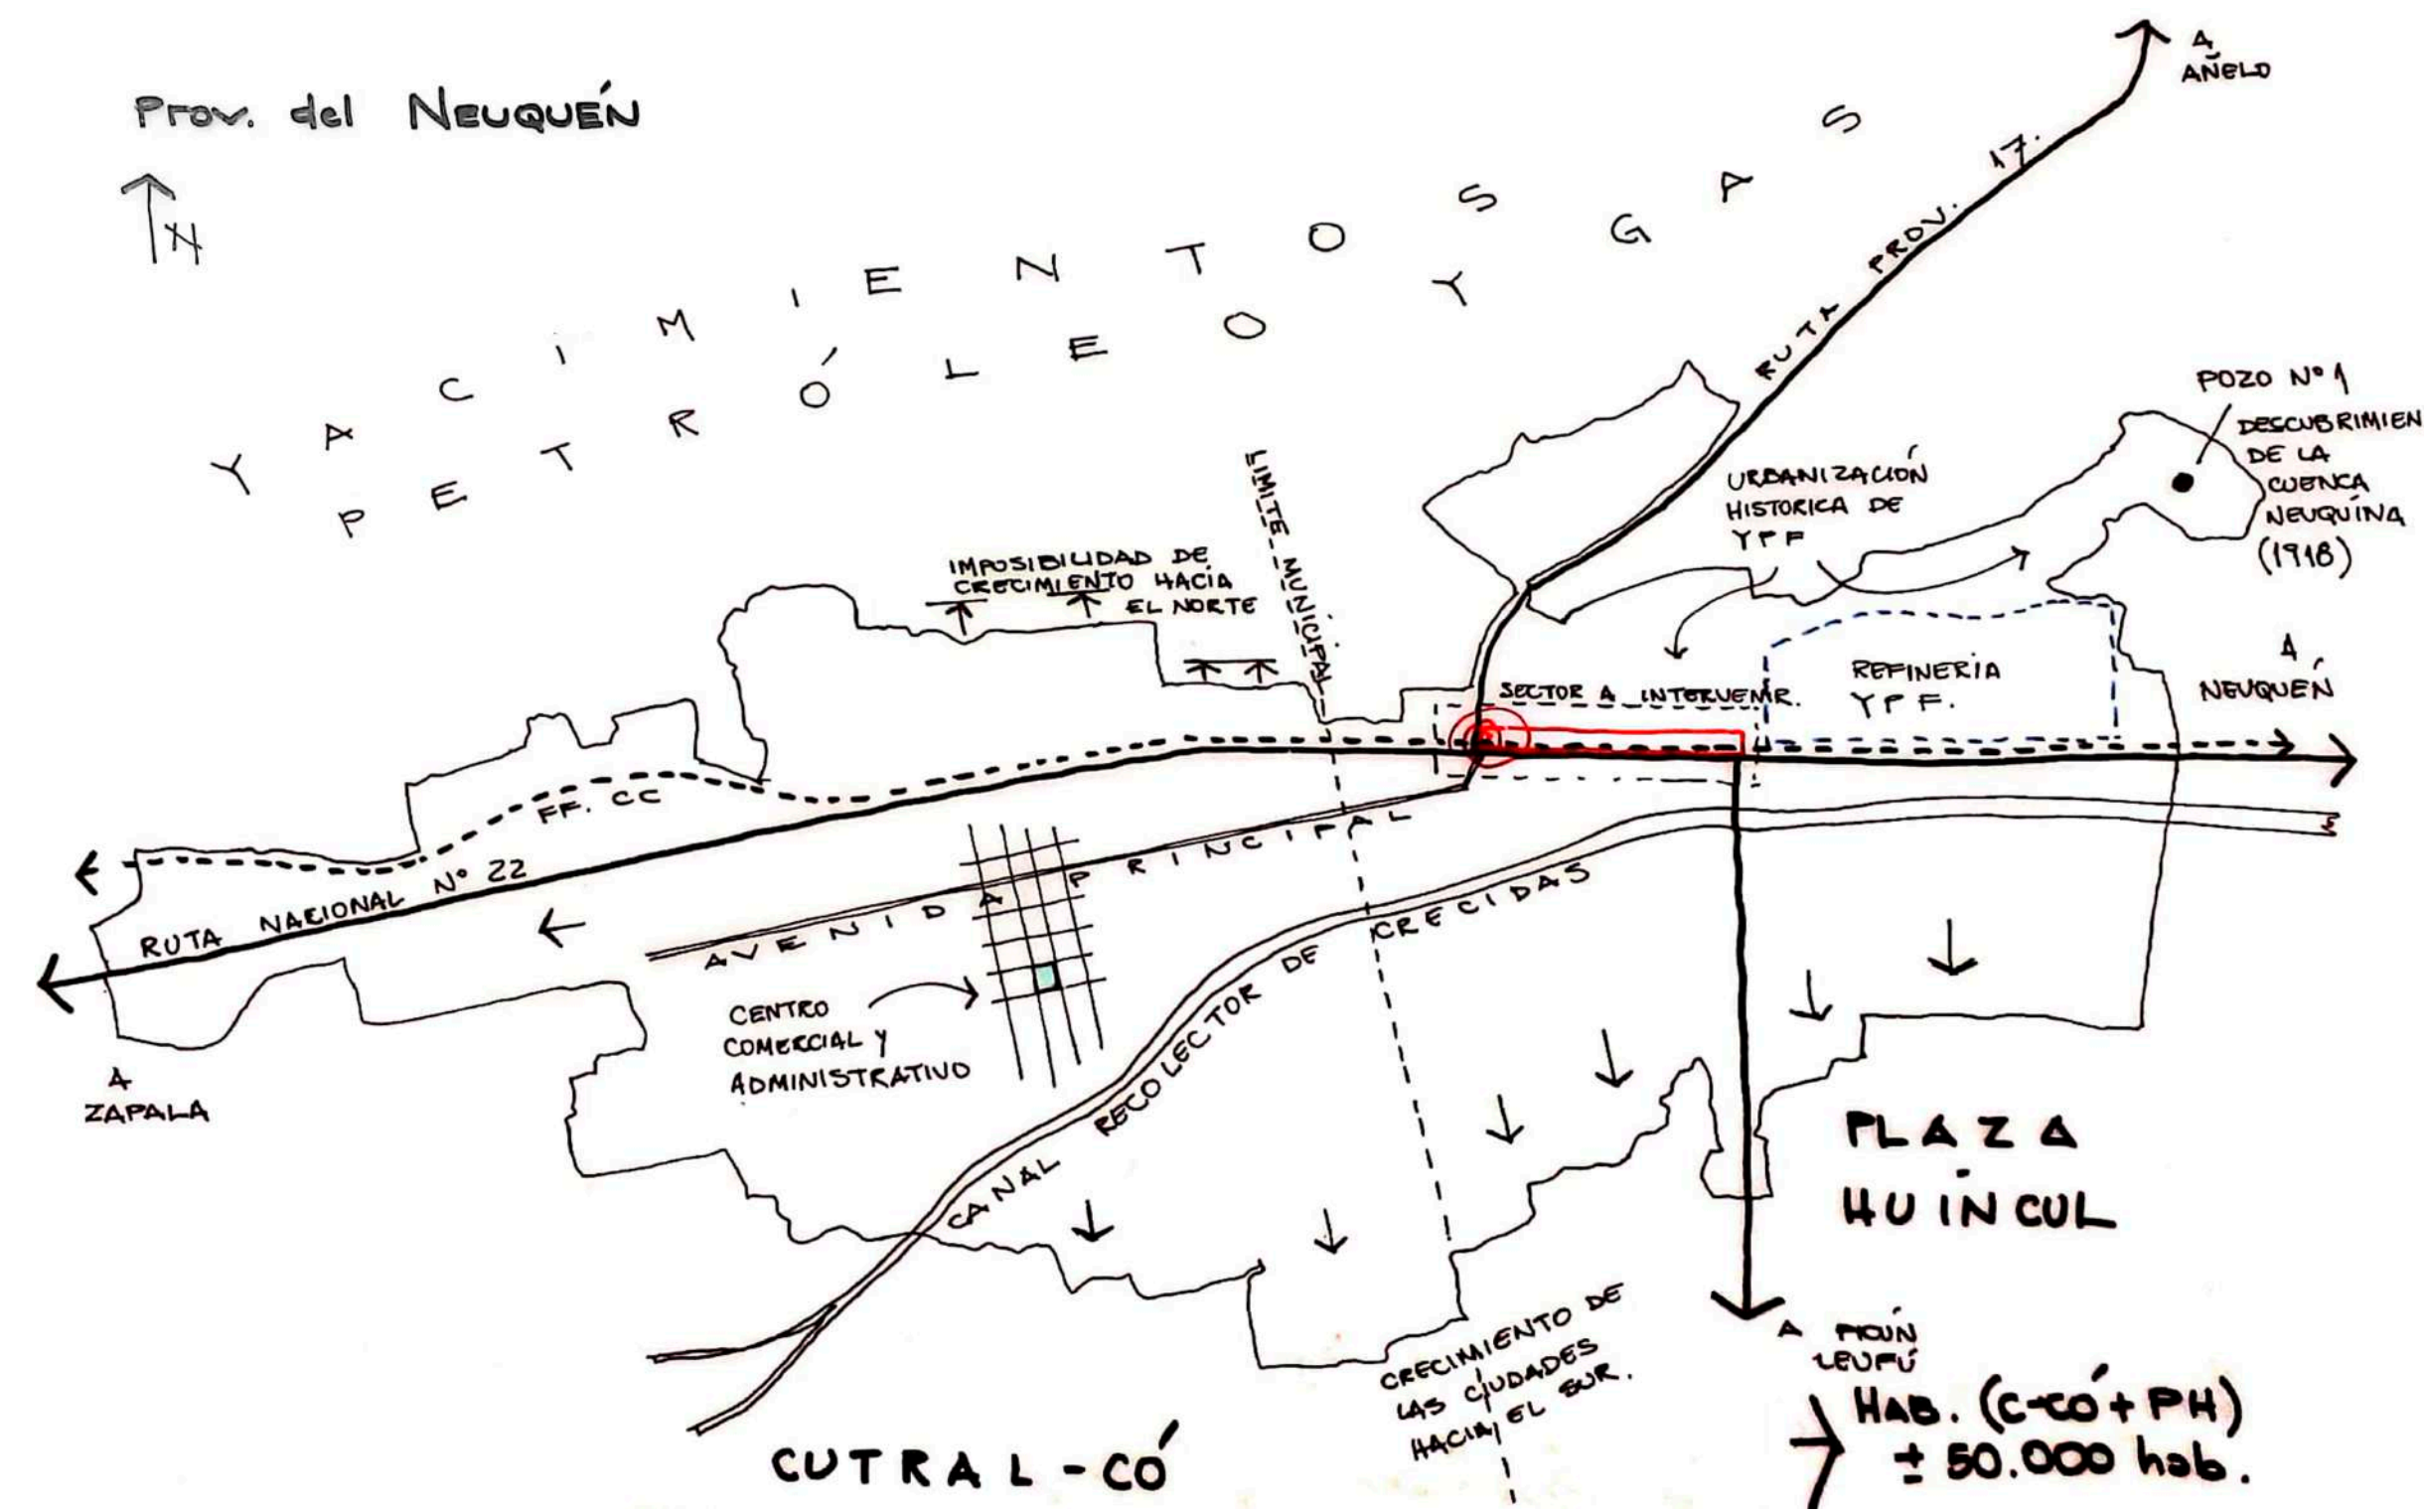 Prov. del NEUQUÉN
N
A
AÑELO
YACIMIENTOS
PETRÓLEO Y GAS
RUTA PROV. 17.
POZO Nº 1
DESCUBRIMIEN
DE LA
CUENCA
NEUQUINA
(1918)
URBANIZACIÓN
HISTORICA DE
YPF
LIMITE MUNICIPAL
IMPOSIBILIDAD DE
CRECIMIENTO HACIA
EL NORTE
SECTOR A INTERVENIR.
REFINERÍA
YPF.
A
NEUQUÉN
FF. CC
RUTA NACIONAL Nº 22
AVENIDA PRINCIPAL
CANAL RECOLECTOR DE CRECIDAS
CENTRO
COMERCIAL Y
ADMINISTRATIVO
A
ZAPALA
PLAZA
HUINCUL
A PICUN
LEUFÚ
CRECIMIENTO DE
LAS CIUDADES
HACIA EL SUR.
CUTRAL-CÓ
HAB. (C-CÓ + PH)
± 50.000 hab.